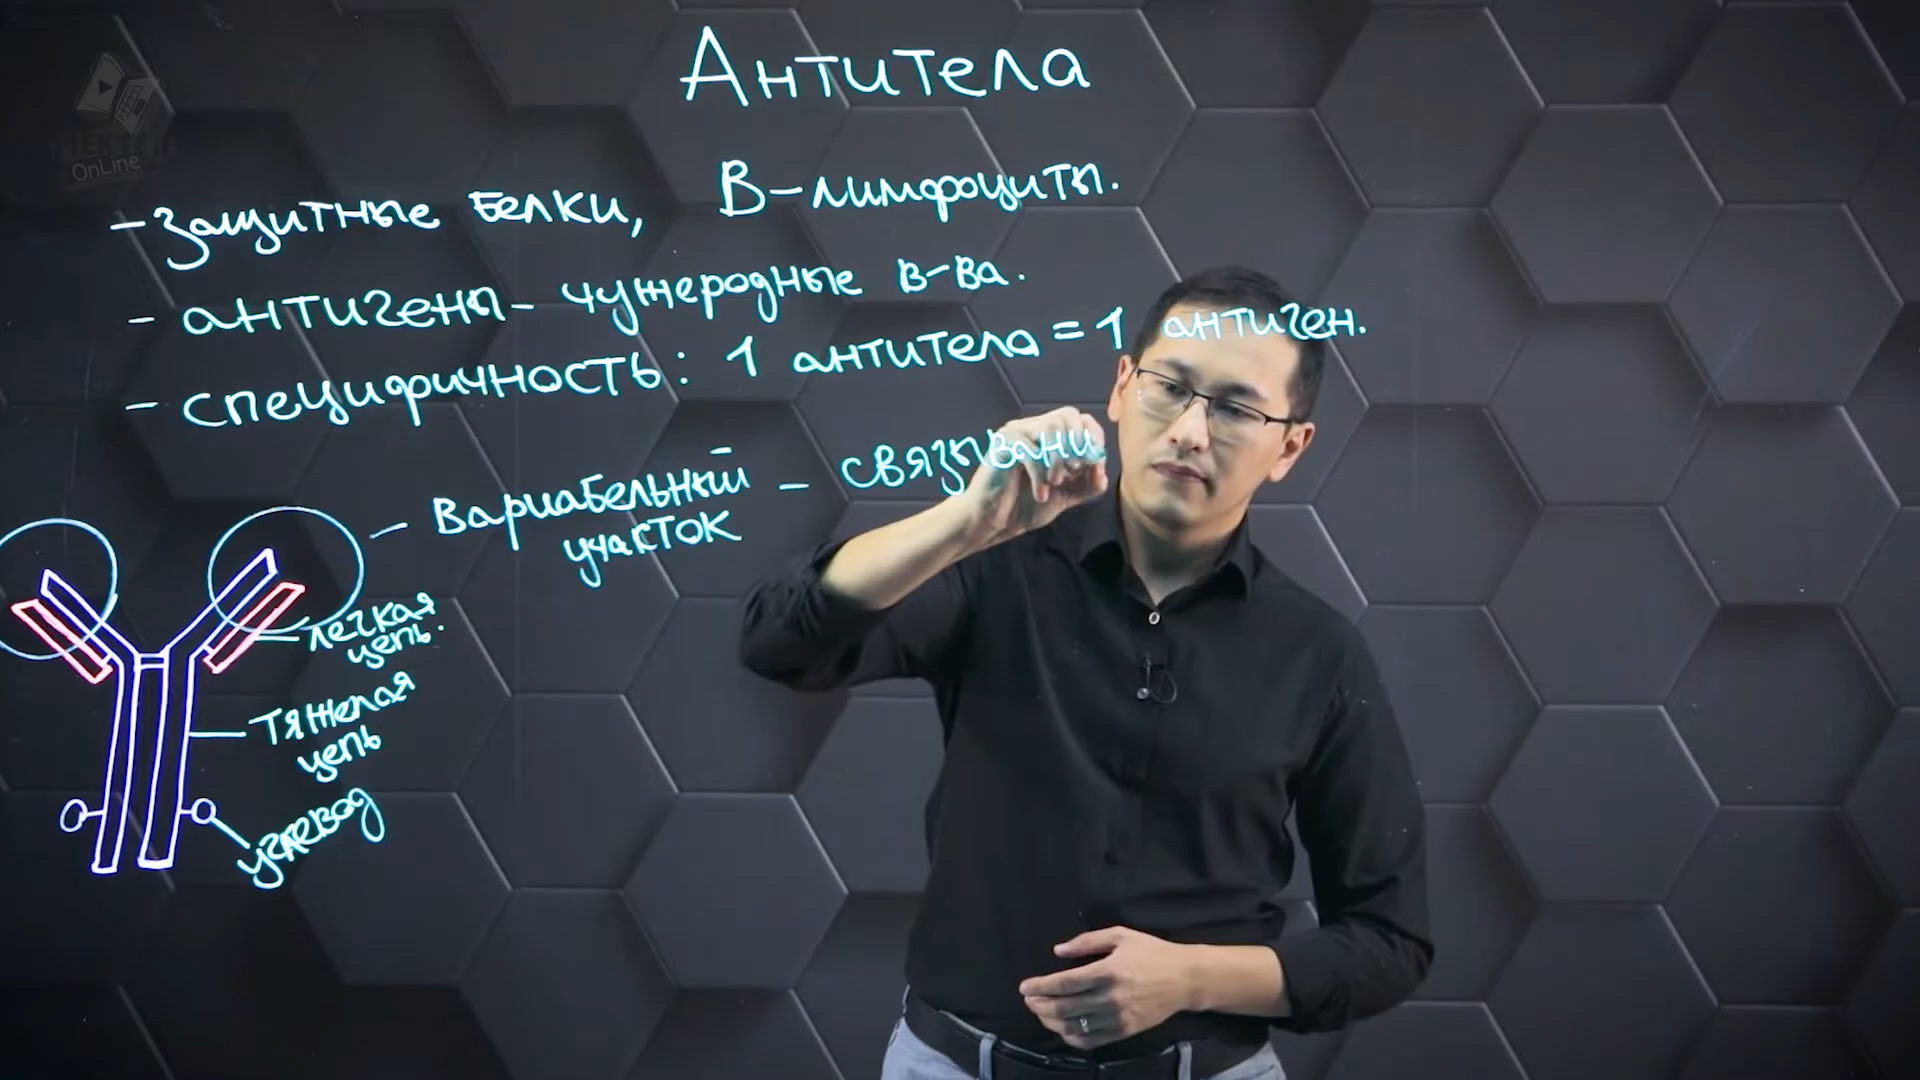 Антитела
- Защитные белки, В-лимфоциты.
- антигены - чужеродные в-ва.
- специфичность: 1 антитела = 1 антиген.
- Вариабельный - связывани
участок
легкая
цепь.
тяжелая
цепь
углевод
OnLine